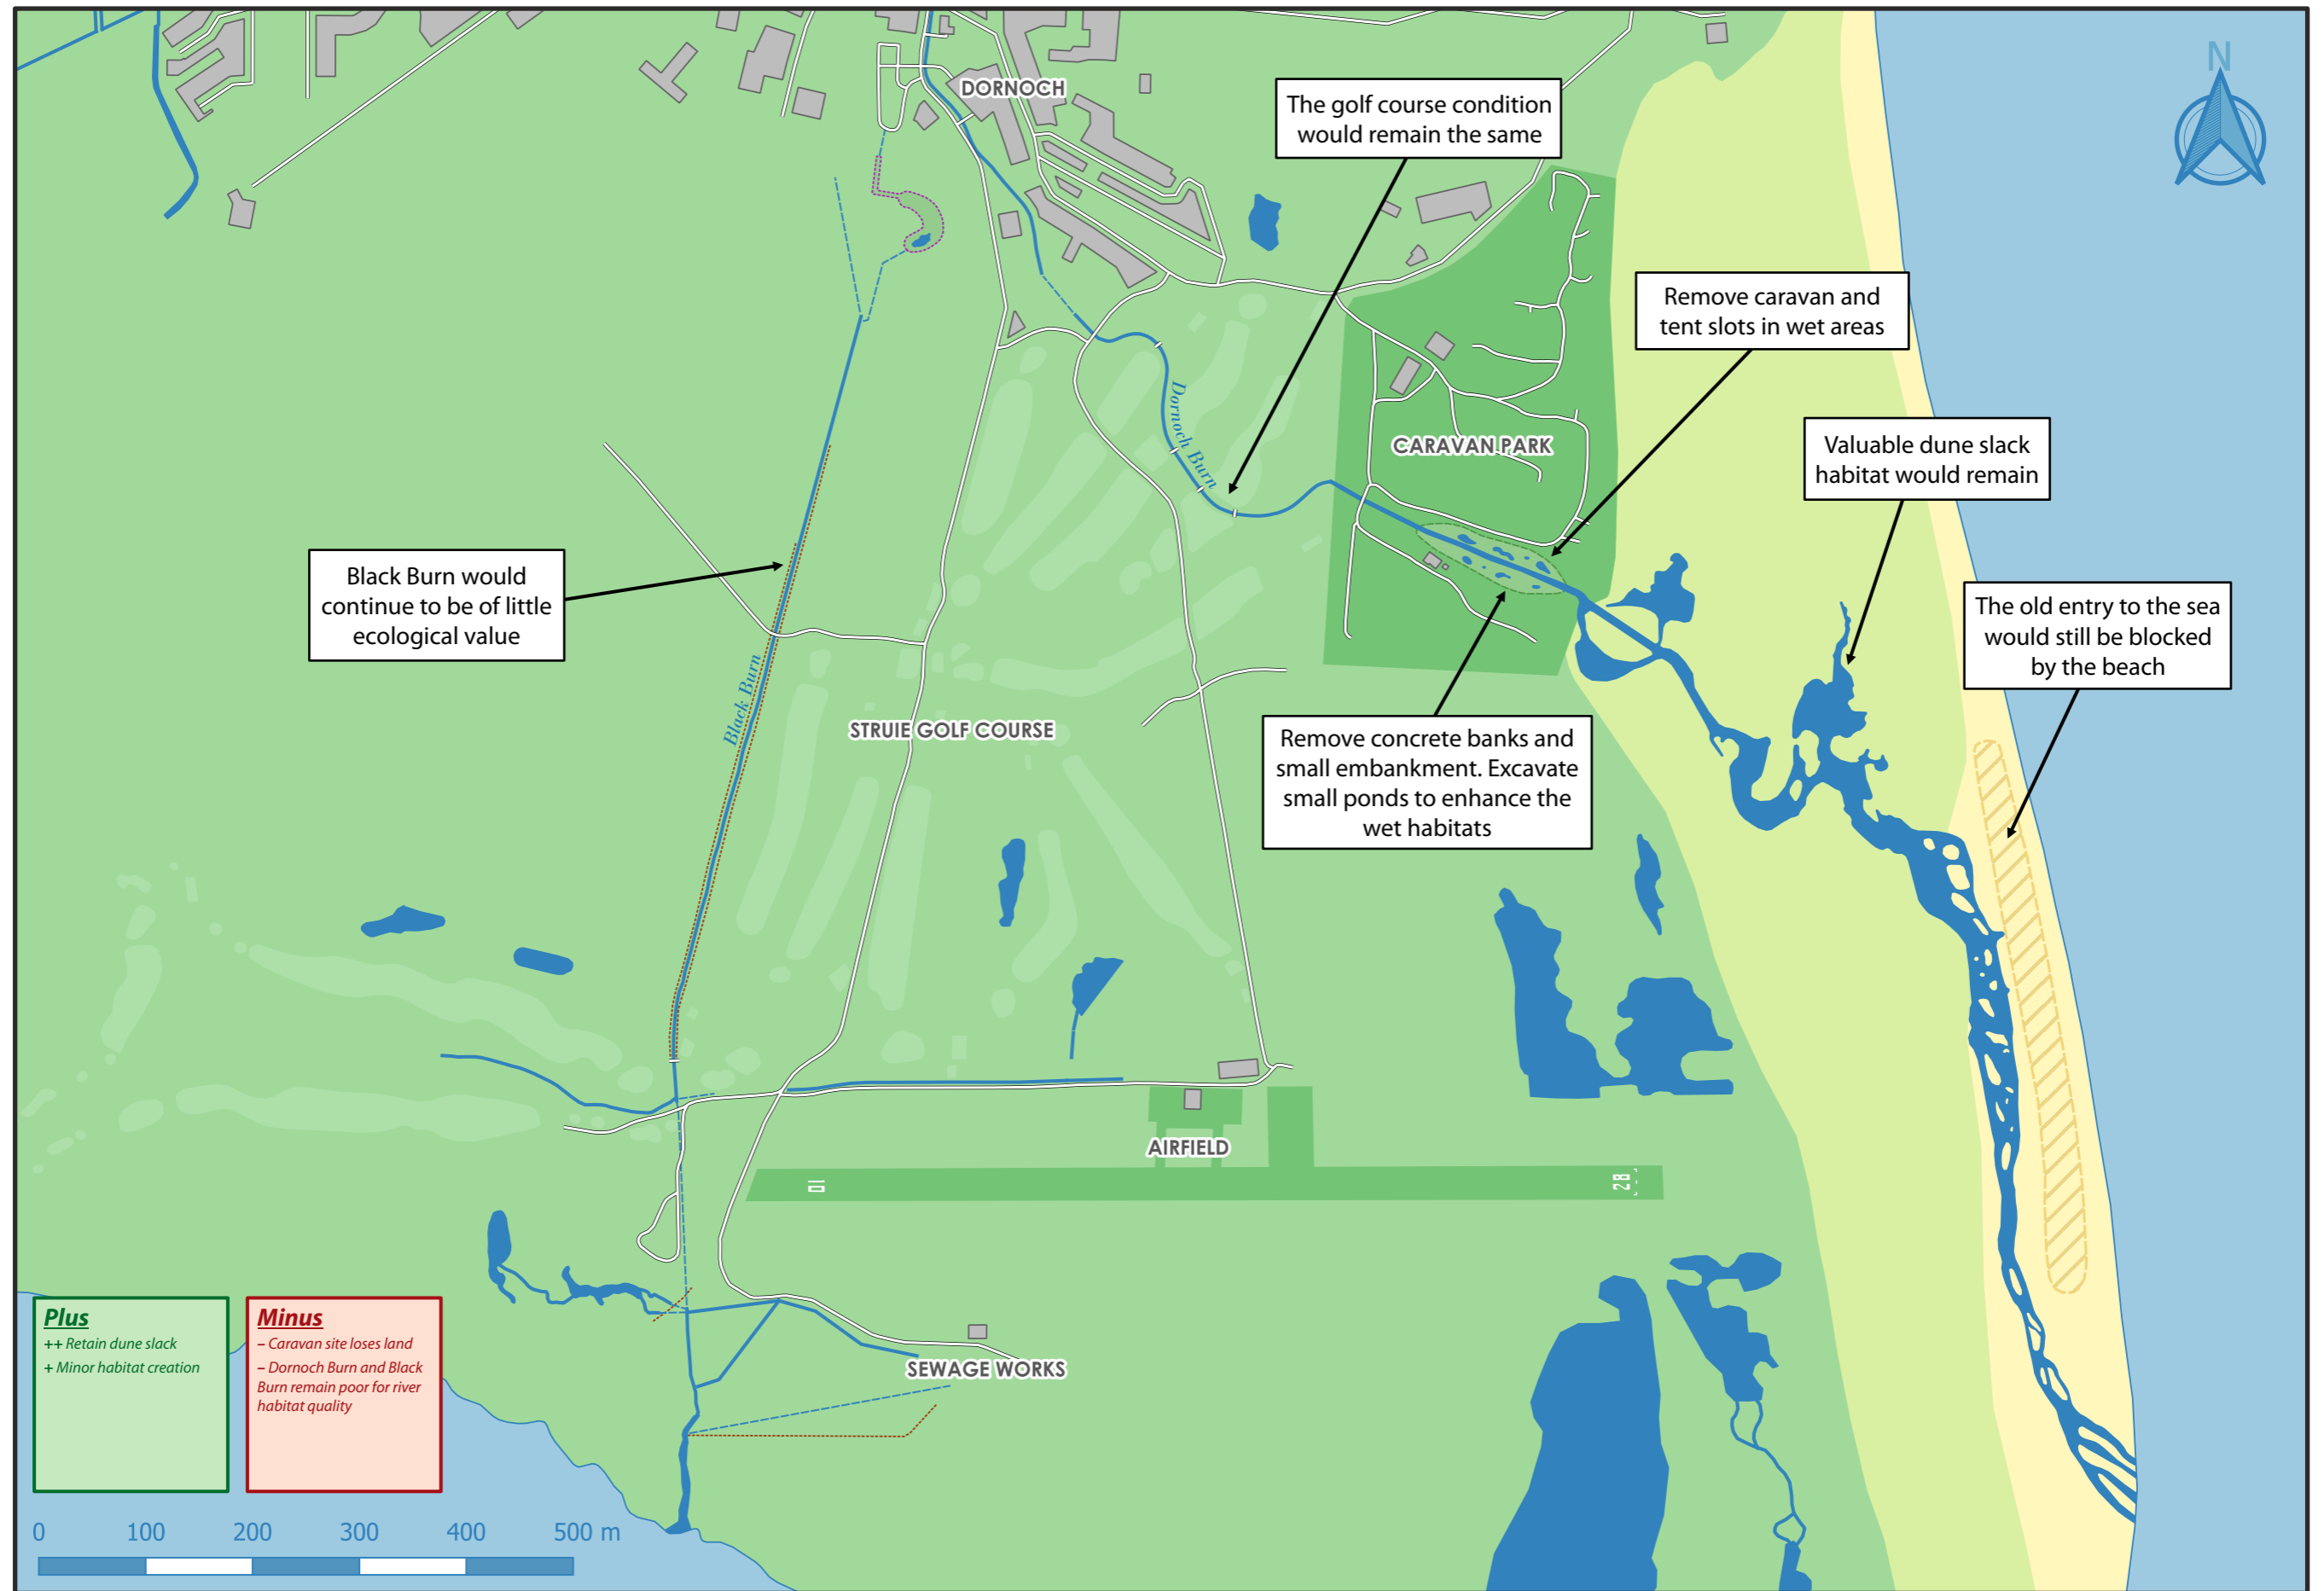 N
DORNOCH
The golf course condition
would remain the same
Remove caravan and
tent slots in wet areas
Dornoch Burn
CARAVAN PARK
Valuable dune slack
habitat would remain
Black Burn would
continue to be of little
ecological value
The old entry to the sea
would still be blocked
by the beach
Black Burn
STRUIE GOLF COURSE
Remove concrete banks and
small embankment. Excavate
small ponds to enhance the
wet habitats
AIRFIELD
10
28
SEWAGE WORKS
Plus
++ Retain dune slack
+ Minor habitat creation
Minus
– Caravan site loses land
– Dornoch Burn and Black
Burn remain poor for river
habitat quality
0 100 200 300 400 500 m